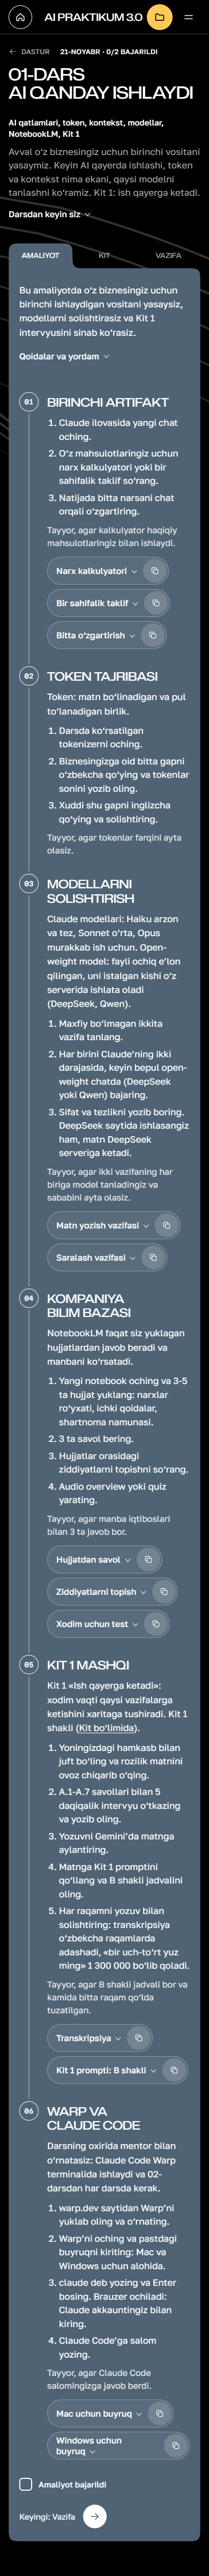 AI PRAKTIKUM 3.0
DASTUR 21-NOYABR · 0/2 BAJARILDI
01-DARS
AI QANDAY ISHLAYDI
AI qatlamlari, token, kontekst, modellar,
NotebookLM, Kit 1
Avval o‘z biznesingiz uchun birinchi vositani
yasaysiz. Keyin AI qayerda ishlashi, token
va kontekst nima ekani, qaysi modelni
tanlashni ko‘ramiz. Kit 1: ish qayerga ketadi.
Darsdan keyin siz
AMALIYOT KIT VAZIFA
Bu amaliyotda o‘z biznesingiz uchun
birinchi ishlaydigan vositani yasaysiz,
modellarni solishtirasiz va Kit 1
intervyusini sinab ko‘rasiz.
Qoidalar va yordam
01 BIRINCHI ARTIFAKT
1. Claude ilovasida yangi chat
oching.
2. O‘z mahsulotlaringiz uchun
narx kalkulyatori yoki bir
sahifalik taklif so‘rang.
3. Natijada bitta narsani chat
orqali o‘zgartiring.
Tayyor, agar kalkulator haqiqiy
mahsulotlaringiz bilan ishlaydi.
Narx kalkulyatori
Bir sahifalik taklif
Bitta o‘zgartirish
02 TOKEN TAJRIBASI
Token: matn bo‘linadigan va pul
to‘lanadigan birlik.
1. Darsda ko‘rsatilgan
tokenizerni oching.
2. Biznesingizga oid bitta gapni
o‘zbekcha qo‘ying va tokenlar
sonini yozib oling.
3. Xuddi shu gapni inglizcha
qo‘ying va solishtiring.
Tayyor, agar tokenlar farqini ayta
olasiz.
03 MODELLARNI
SOLISHTIRISH
Claude modellari: Haiku arzon
va tez, Sonnet o‘rta, Opus
murakkab ish uchun. Open-
weight model: fayli ochiq e’lon
qilingan, uni istalgan kishi o‘z
serverida ishlata oladi
(DeepSeek, Qwen).
1. Maxfiy bo‘lmagan ikkita
vazifa tanlang.
2. Har birini Claude’ning ikki
darajasida, keyin bepul open-
weight chatda (DeepSeek
yoki Qwen) bajaring.
3. Sifat va tezlikni yozib boring.
DeepSeek saytida ishlasangiz
ham, matn DeepSeek
serveriga ketadi.
Tayyor, agar ikki vazifaning har
biriga model tanladingiz va
sababini ayta olasiz.
Matn yozish vazifasi
Saralash vazifasi
04 KOMPANIYA
BILIM BAZASI
NotebookLM faqat siz yuklagan
hujjatlardan javob beradi va
manbani ko‘rsatadi.
1. Yangi notebook oching va 3-5
ta hujjat yuklang: narxlar
ro‘yxati, ichki qoidalar,
shartnoma namunasi.
2. 3 ta savol bering.
3. Hujjatlar orasidagi
ziddiyatlarni topishni so‘rang.
4. Audio overview yoki quiz
yarating.
Tayyor, agar manba iqtiboslari
bilan 3 ta javob bor.
Hujjatdan savol
Ziddiyatlarni topish
Xodim uchun test
05 KIT 1 MASHQI
Kit 1 «Ish qayerga ketadi»:
xodim vaqti qaysi vazifalarga
ketishini xaritaga tushiradi. Kit 1
shakli (Kit bo‘limida).
1. Yoningizdagi hamkasb bilan
juft bo‘ling va rozilik matnini
ovoz chiqarib o‘qing.
2. A.1-A.7 savollari bilan 5
daqiqalik intervyu o‘tkazing
va yozib oling.
3. Yozuvni Gemini’da matnga
aylantiring.
4. Matnga Kit 1 promptini
qo‘llang va B shakli jadvalini
oling.
5. Har raqamni yozuv bilan
solishtiring: transkripsiya
o‘zbekcha raqamlarda
adashadi, «bir uch-to‘rt yuz
ming» 1 300 000 bo‘lib qoladi.
Tayyor, agar B shakli jadvali bor va
kamida bitta raqam qo‘lda
tuzatilgan.
Transkripsiya
Kit 1 prompti: B shakli
06 WARP VA
CLAUDE CODE
Darsning oxirida mentor bilan
o‘rnatasiz: Claude Code Warp
terminalida ishlaydi va 02-
darsdan har darsda kerak.
1. warp.dev saytidan Warp’ni
yuklab oling va o‘rnating.
2. Warp’ni oching va pastdagi
buyruqni kiriting: Mac va
Windows uchun alohida.
3. claude deb yozing va Enter
bosing. Brauzer ochiladi:
Claude akkauntingiz bilan
kiring.
4. Claude Code’ga salom
yozing.
Tayyor, agar Claude Code
salomingizga javob berdi.
Mac uchun buyruq
Windows uchun
buyruq
Amaliyot bajarildi
Keyingi: Vazifa